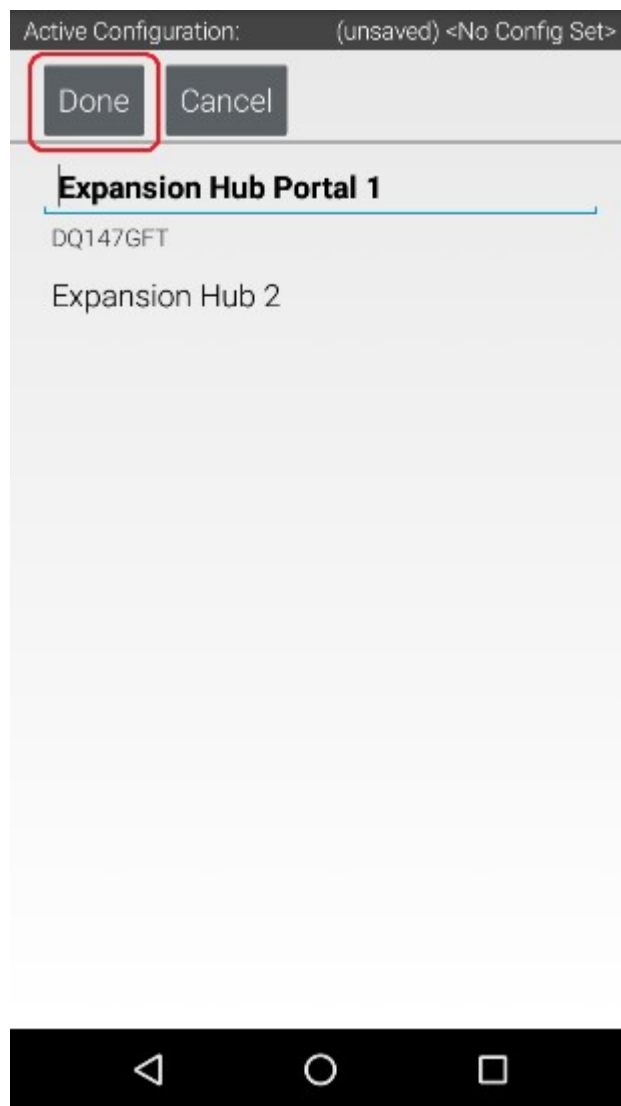 Active Configuration: (unsaved) <No Config Set>
Done Cancel
Expansion Hub Portal 1
DQ147GFT
Expansion Hub 2